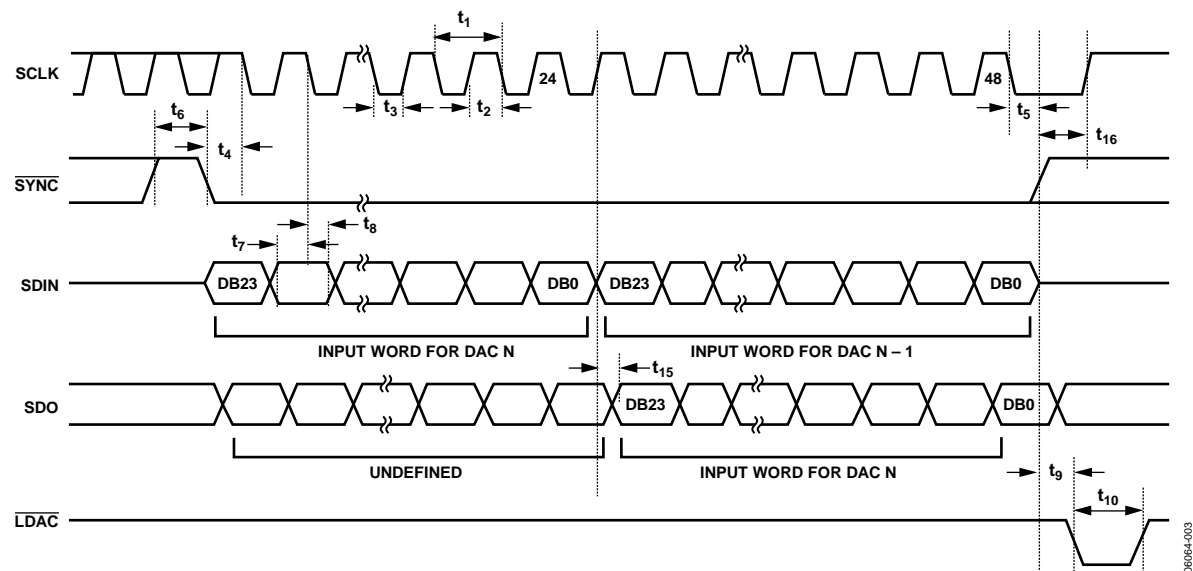 t1
SCLK
24
48
t3
t2
t5
t6
t4
t16
SYNC
t7
t8
SDIN
DB23
DB0
DB23
DB0
INPUT WORD FOR DAC N
INPUT WORD FOR DAC N – 1
t15
SDO
DB23
DB0
UNDEFINED
INPUT WORD FOR DAC N
t9
t10
LDAC
06064-003